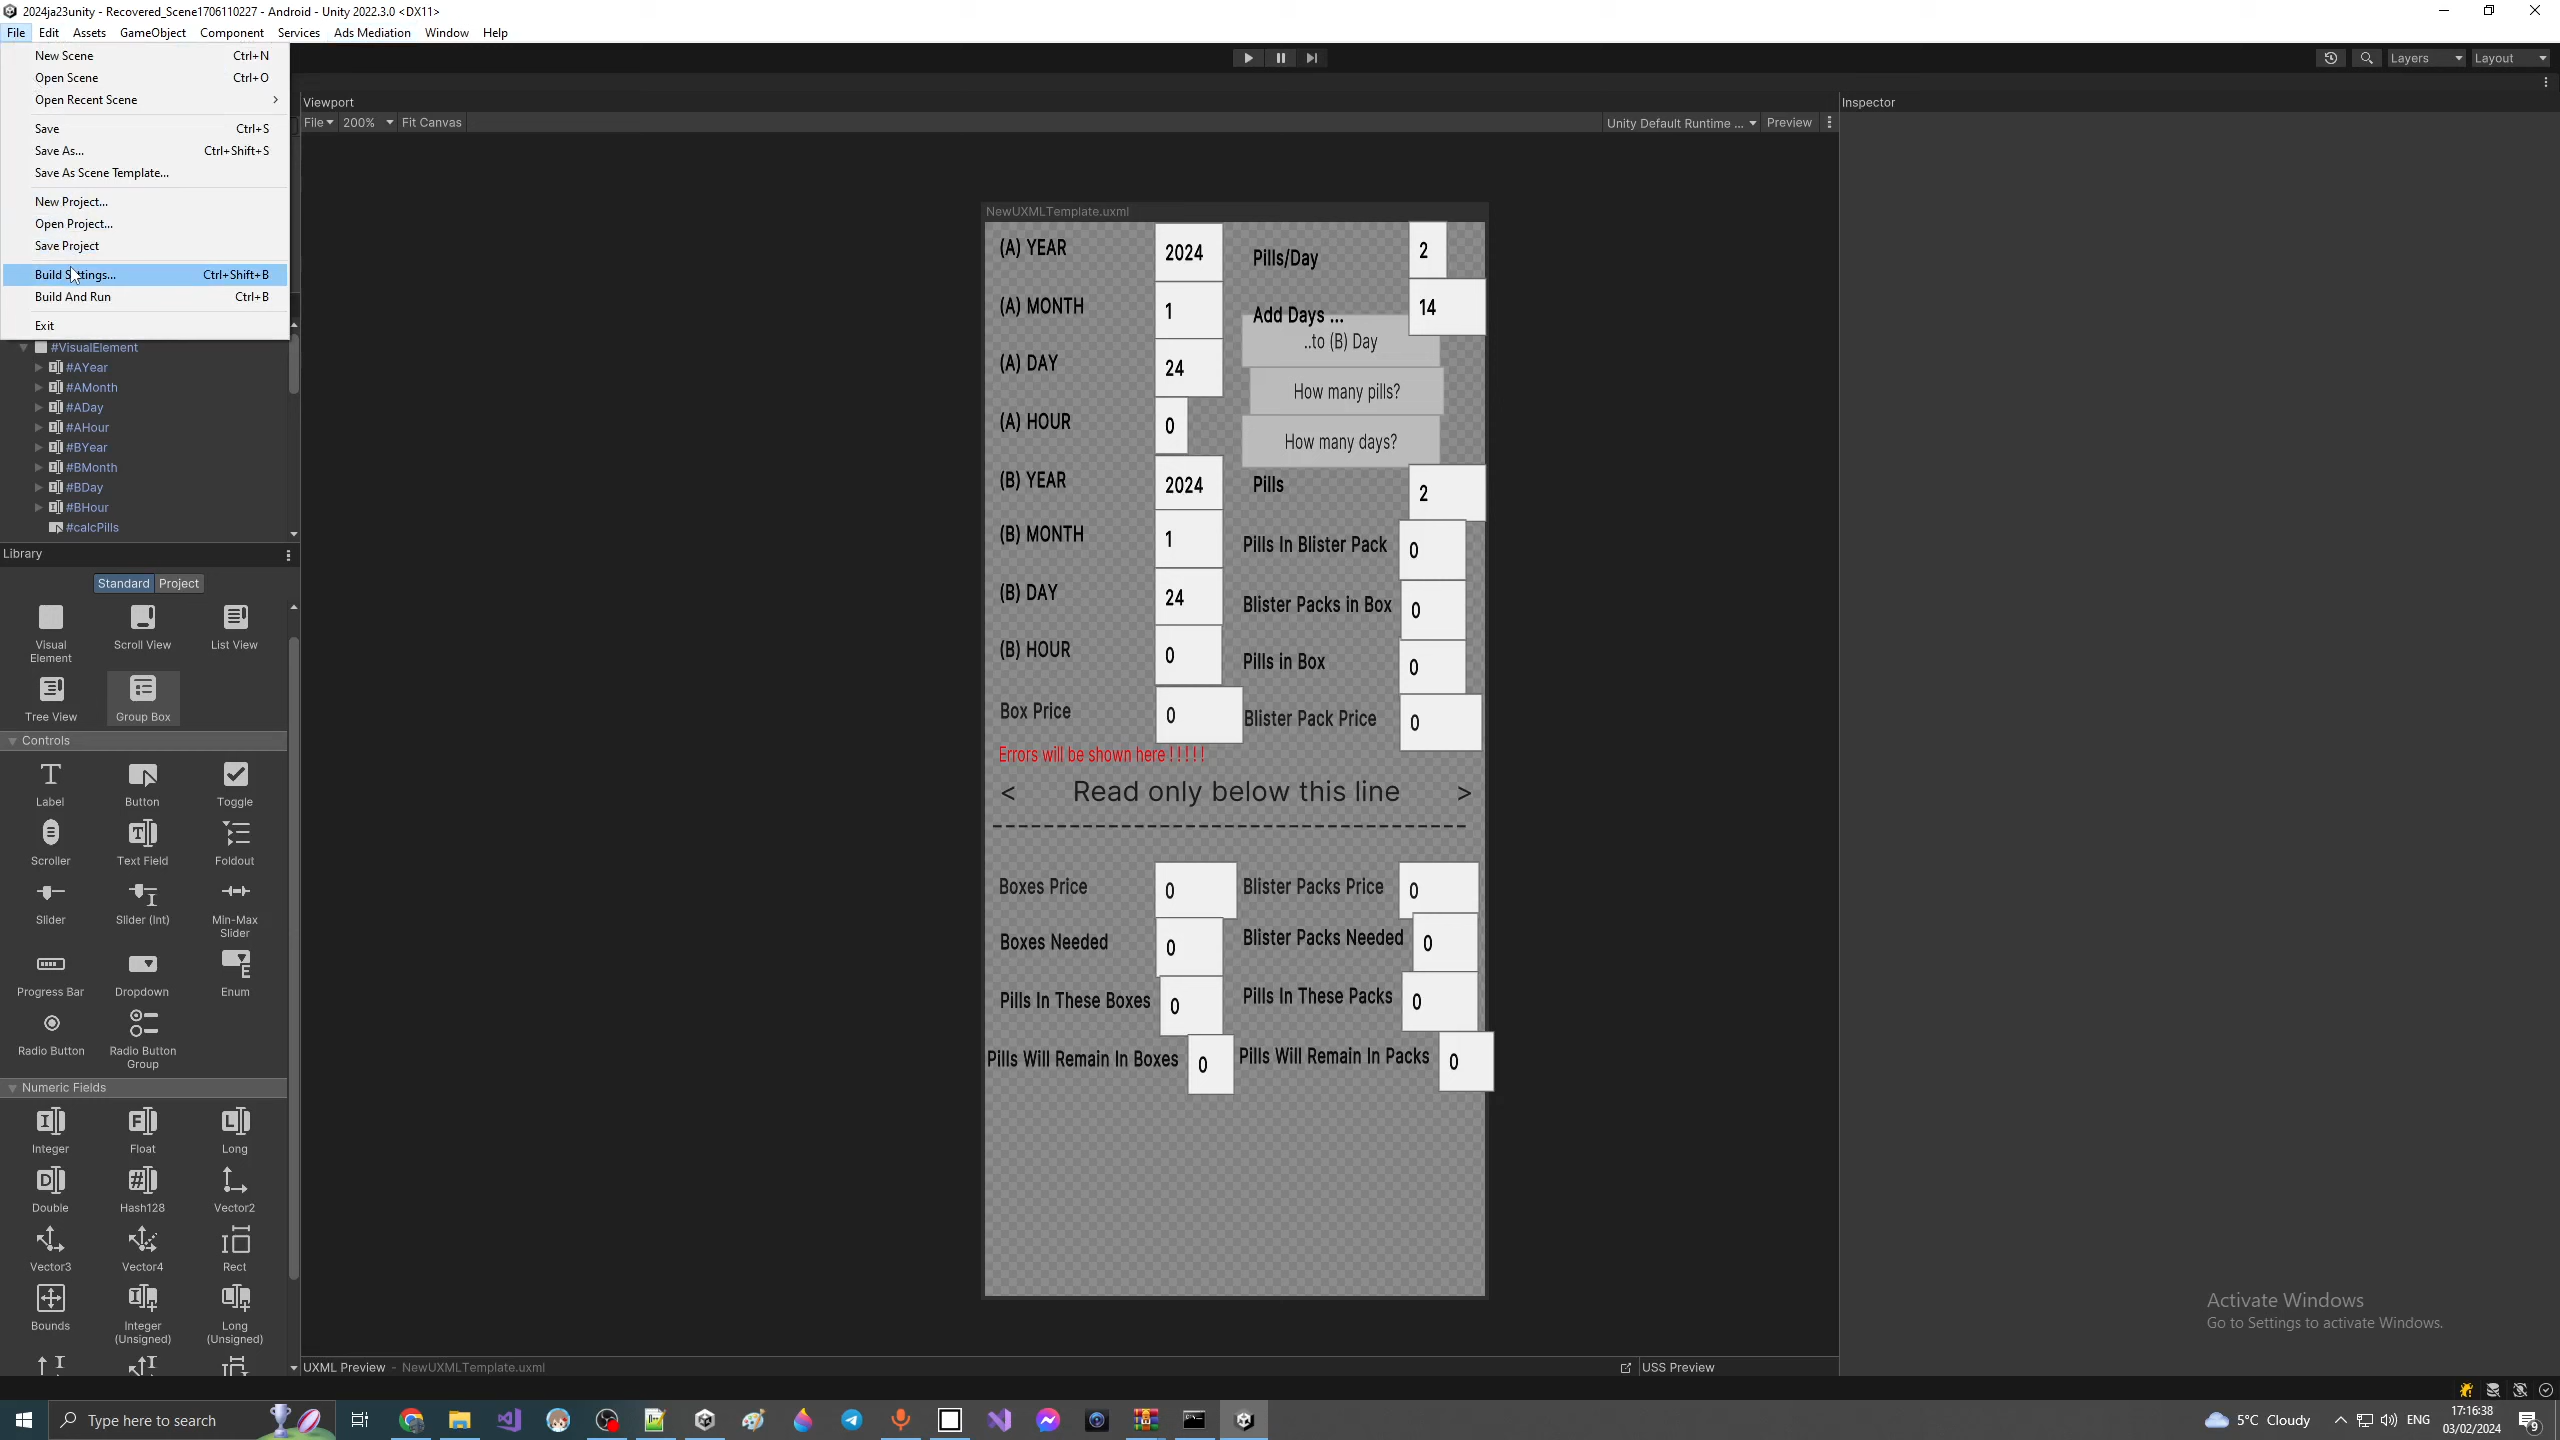 2024ja23unity - Recovered_Scene1706110227 - Android - Unity 2022.3.0 <DX11>
File Edit Assets GameObject Component Services Ads Mediation Window Help
New Scene Ctrl+N
Open Scene Ctrl+O
Open Recent Scene
Save Ctrl+S
Save As... Ctrl+Shift+S
Save As Scene Template...
New Project...
Open Project...
Save Project
Build Settings... Ctrl+Shift+B
Build And Run Ctrl+B
Exit
Layers Layout
Viewport
File 200% Fit Canvas
Unity Default Runtime ... Preview
Inspector
#VisualElement
#AYear
#AMonth
#ADay
#AHour
#BYear
#BMonth
#BDay
#BHour
#calcPills
Library
Standard Project
Visual Element
Scroll View
List View
Tree View
Group Box
Controls
Label
Button
Toggle
Scroller
Text Field
Foldout
Slider
Slider (Int)
Min-Max Slider
Progress Bar
Dropdown
Enum
Radio Button
Radio Button Group
Numeric Fields
Integer
Float
Long
Double
Hash128
Vector2
Vector3
Vector4
Rect
Bounds
Integer (Unsigned)
Long (Unsigned)
NewUXMLTemplate.uxml
(A) YEAR 2024 Pills/Day 2
(A) MONTH 1 Add Days ... 14
..to (B) Day
(A) DAY 24
How many pills?
(A) HOUR 0
How many days?
(B) YEAR 2024 Pills 2
(B) MONTH 1 Pills In Blister Pack 0
(B) DAY 24 Blister Packs in Box 0
(B) HOUR 0 Pills in Box 0
Box Price 0 Blister Pack Price 0
Errors will be shown here !!!!!
< Read only below this line >
------------------------------------------
Boxes Price 0 Blister Packs Price 0
Boxes Needed 0 Blister Packs Needed 0
Pills In These Boxes 0 Pills In These Packs 0
Pills Will Remain In Boxes 0 Pills Will Remain In Packs 0
UXML Preview - NewUXMLTemplate.uxml
USS Preview
Activate Windows
Go to Settings to activate Windows.
Type here to search
5°C Cloudy
ENG
17:16:38
03/02/2024
9